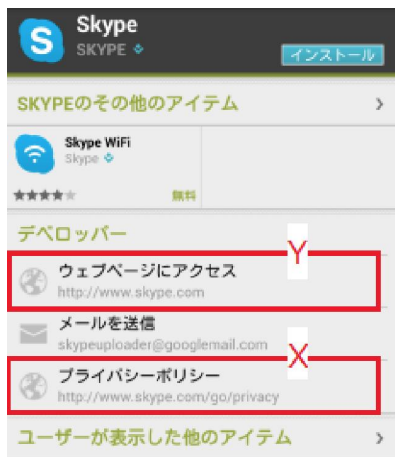 Skype
SKYPE
インストール
SKYPEのその他のアイテム
Skype WiFi
Skype
無料
デベロッパー
Y
ウェブページにアクセス
http://www.skype.com
メールを送信
skypeuploader@googlemail.com
X
プライバシーポリシー
http://www.skype.com/go/privacy
ユーザーが表示した他のアイテム